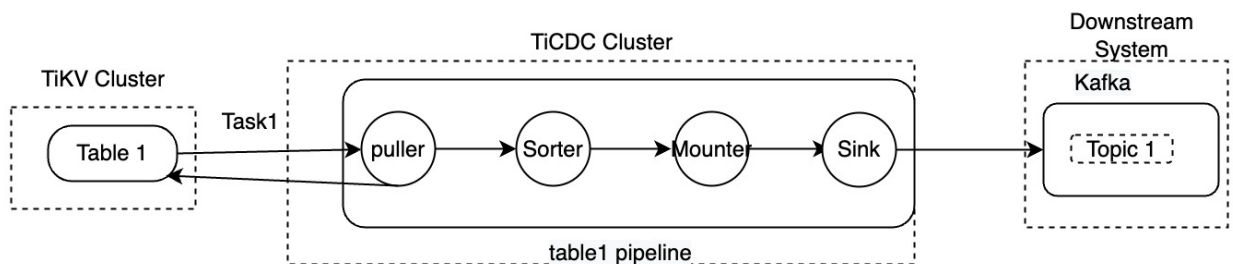 TiKV Cluster
Table 1
Task1
TiCDC Cluster
puller
Sorter
Mounter
Sink
table1 pipeline
Downstream
System
Kafka
Topic 1